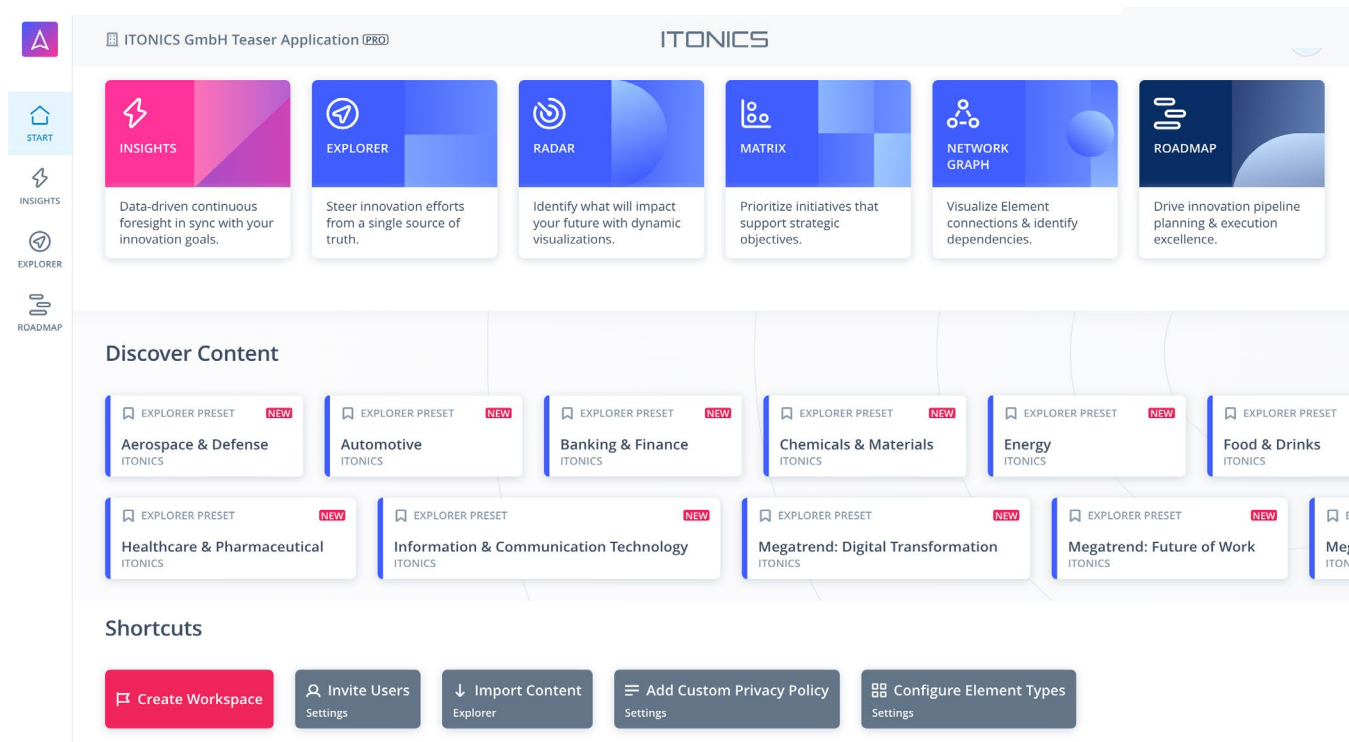 ITONICS GmbH Teaser Application PRO
ITONICS
START
INSIGHTS
EXPLORER
ROADMAP
INSIGHTS
Data-driven continuous
foresight in sync with your
innovation goals.
EXPLORER
Steer innovation efforts
from a single source of
truth.
RADAR
Identify what will impact
your future with dynamic
visualizations.
MATRIX
Prioritize initiatives that
support strategic
objectives.
NETWORK
GRAPH
Visualize Element
connections & identify
dependencies.
ROADMAP
Drive innovation pipeline
planning & execution
excellence.
Discover Content
EXPLORER PRESET NEW
Aerospace & Defense
ITONICS
EXPLORER PRESET NEW
Automotive
ITONICS
EXPLORER PRESET NEW
Banking & Finance
ITONICS
EXPLORER PRESET NEW
Chemicals & Materials
ITONICS
EXPLORER PRESET NEW
Energy
ITONICS
EXPLORER PRESET
Food & Drinks
ITONICS
EXPLORER PRESET NEW
Healthcare & Pharmaceutical
ITONICS
EXPLORER PRESET NEW
Information & Communication Technology
ITONICS
EXPLORER PRESET NEW
Megatrend: Digital Transformation
ITONICS
EXPLORER PRESET NEW
Megatrend: Future of Work
ITONICS
Shortcuts
Create Workspace
Invite Users
Settings
Import Content
Explorer
Add Custom Privacy Policy
Settings
Configure Element Types
Settings